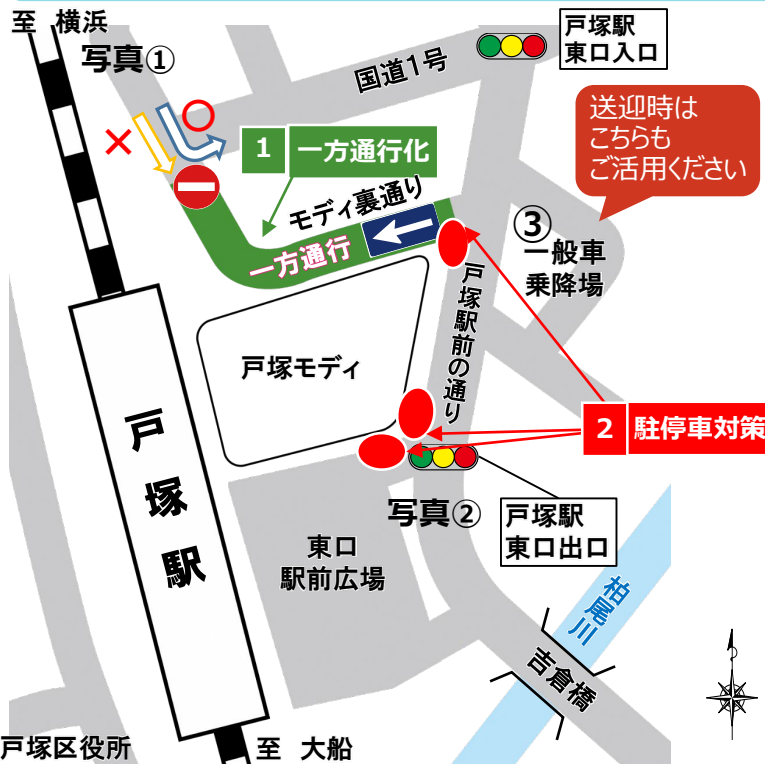 至 横浜
写真①
国道1号
戸塚駅
東口入口
送迎時は
こちらも
ご活用ください
×
○
1 一方通行化
モディ裏通り
一方通行
③
一般車
乗降場
戸塚駅前の通り
戸塚モディ
2 駐停車対策
戸塚駅
写真②
戸塚駅
東口出口
東口
駅前広場
柏尾川
吉倉橋
戸塚区役所
至 大船